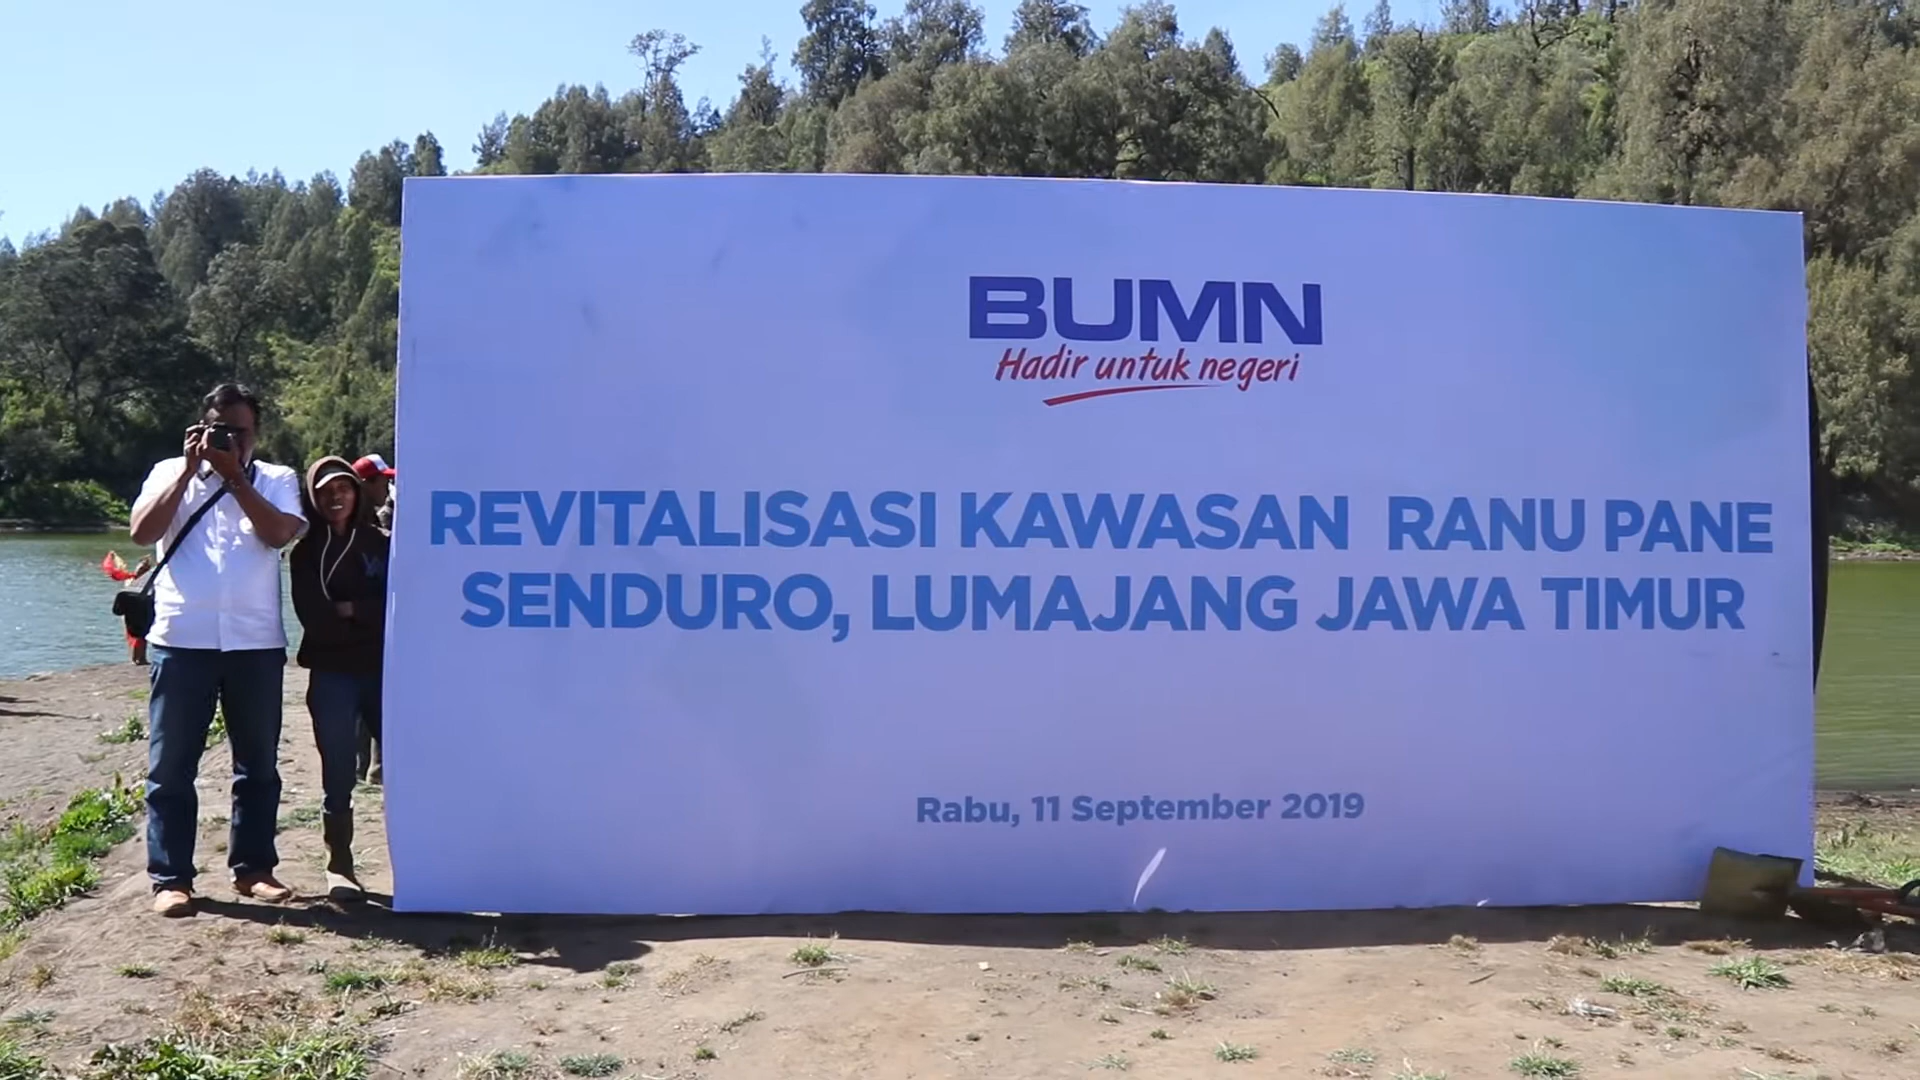 BUMN
Hadir untuk negeri
REVITALISASI KAWASAN RANU PANE
SENDURO, LUMAJANG JAWA TIMUR
Rabu, 11 September 2019